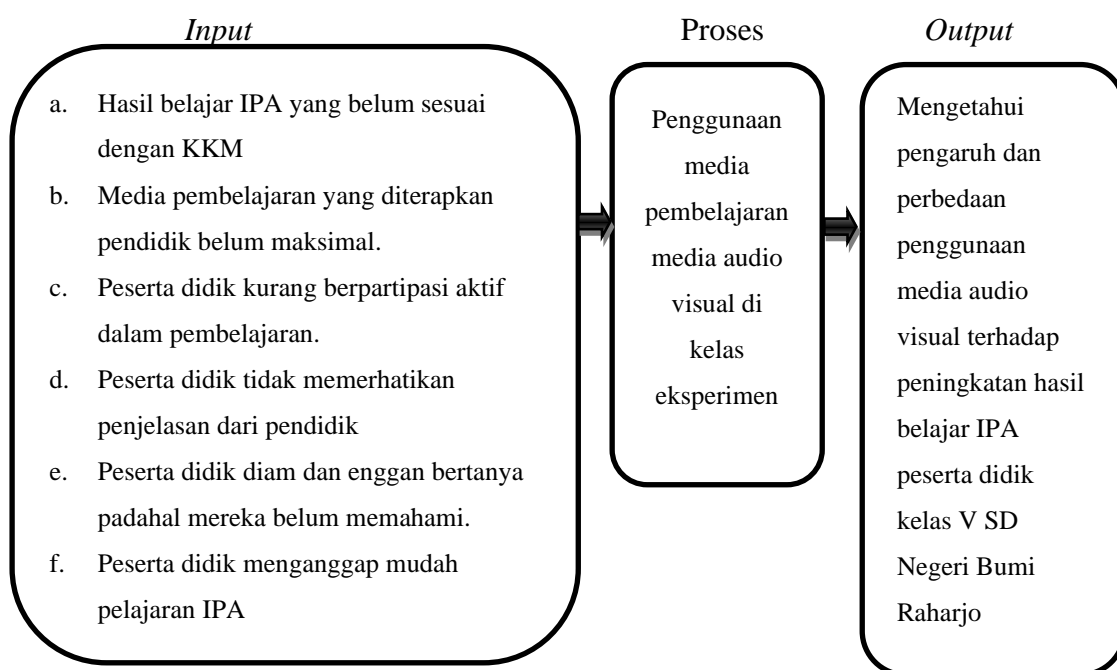 Input
a. Hasil belajar IPA yang belum sesuai
dengan KKM
b. Media pembelajaran yang diterapkan
pendidik belum maksimal.
c. Peserta didik kurang berpartipasi aktif
dalam pembelajaran.
d. Peserta didik tidak memerhatikan
penjelasan dari pendidik
e. Peserta didik diam dan enggan bertanya
padahal mereka belum memahami.
f. Peserta didik menganggap mudah
pelajaran IPA
Proses
Penggunaan
media
pembelajaran
media audio
visual di
kelas
eksperimen
Output
Mengetahui
pengaruh dan
perbedaan
penggunaan
media audio
visual terhadap
peningkatan hasil
belajar IPA
peserta didik
kelas V SD
Negeri Bumi
Raharjo